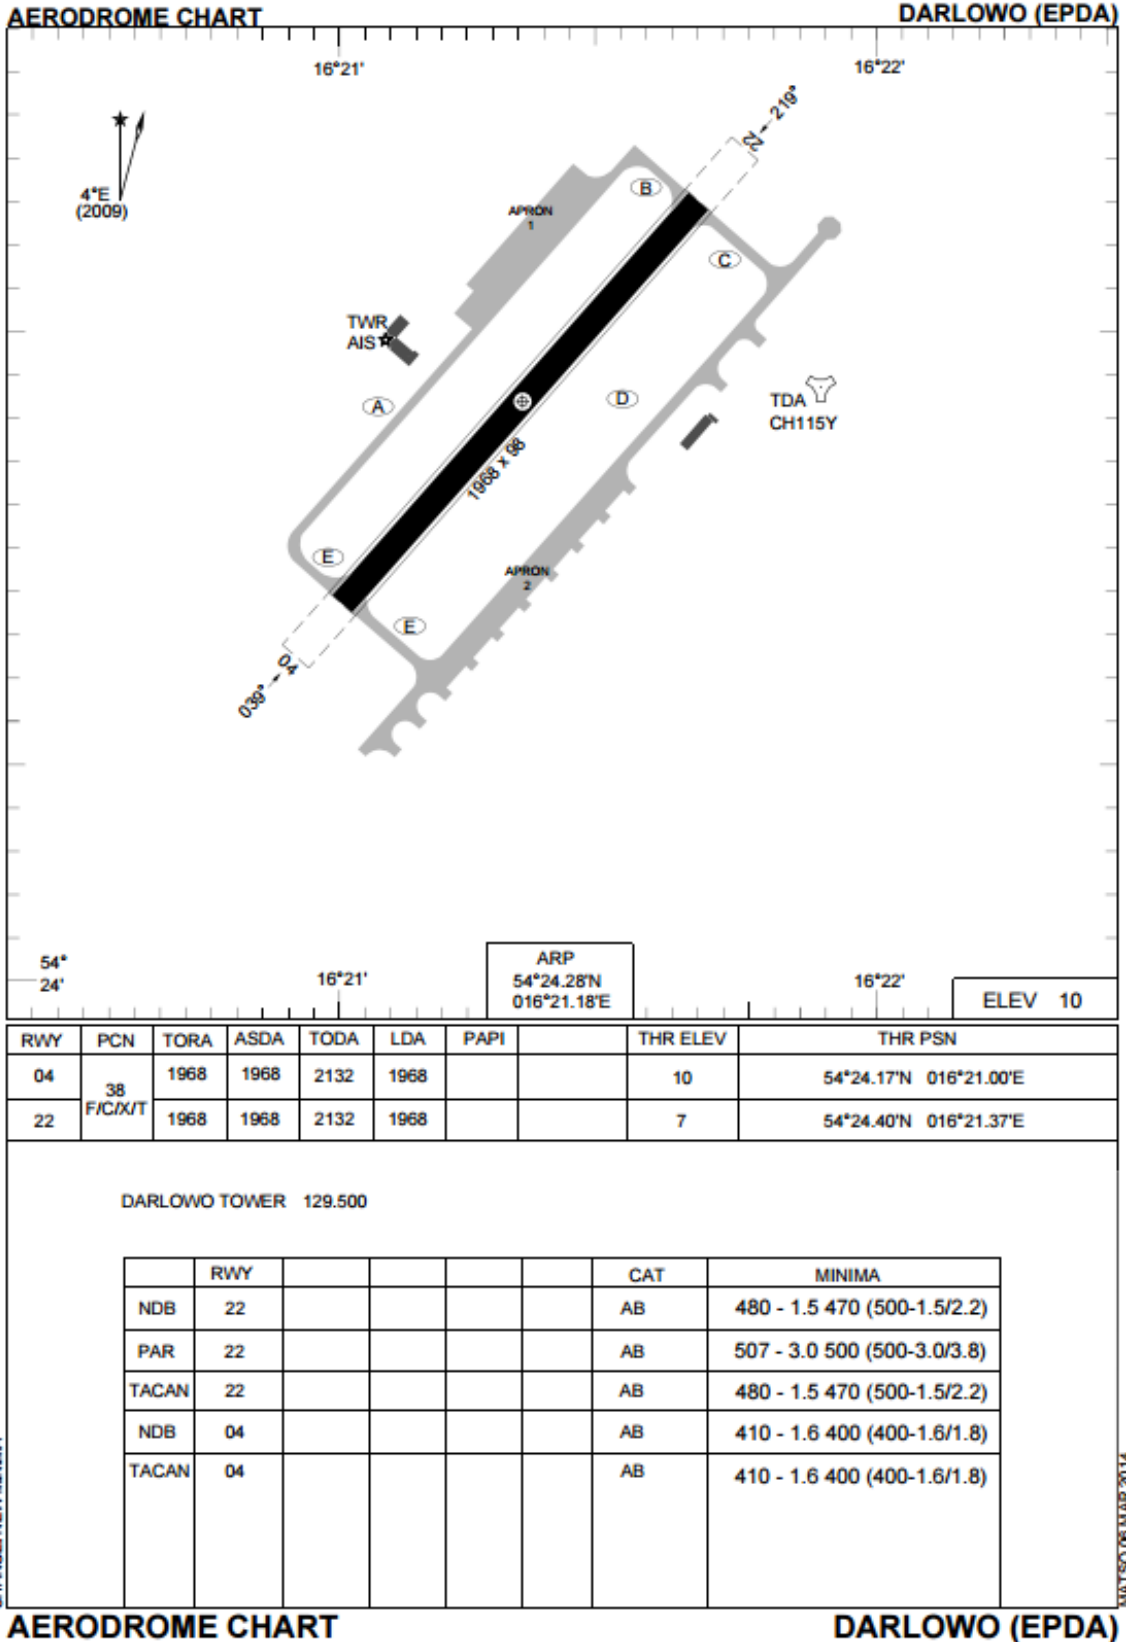 AERODROME CHART DARLOWO (EPDA)
16°21' 16°22'
22 219°
4°E
(2009)
B
APRON
1
C
TWR
AIS
A
D
TDA
CH115Y
1968 x 98
E
APRON
2
E
04
039°
54°
24'
16°21'
ARP
54°24.28'N
016°21.18'E
16°22'
ELEV 10
RWY PCN TORA ASDA TODA LDA PAPI THR ELEV THR PSN
04 38 F/C/X/T 1968 1968 2132 1968 10 54°24.17'N 016°21.00'E
22 1968 1968 2132 1968 7 54°24.40'N 016°21.37'E
DARLOWO TOWER 129.500
RWY CAT MINIMA
NDB 22 AB 480 - 1.5 470 (500-1.5/2.2)
PAR 22 AB 507 - 3.0 500 (500-3.0/3.8)
TACAN 22 AB 480 - 1.5 470 (500-1.5/2.2)
NDB 04 AB 410 - 1.6 400 (400-1.6/1.8)
TACAN 04 AB 410 - 1.6 400 (400-1.6/1.8)
MAR 2014
AERODROME CHART DARLOWO (EPDA)